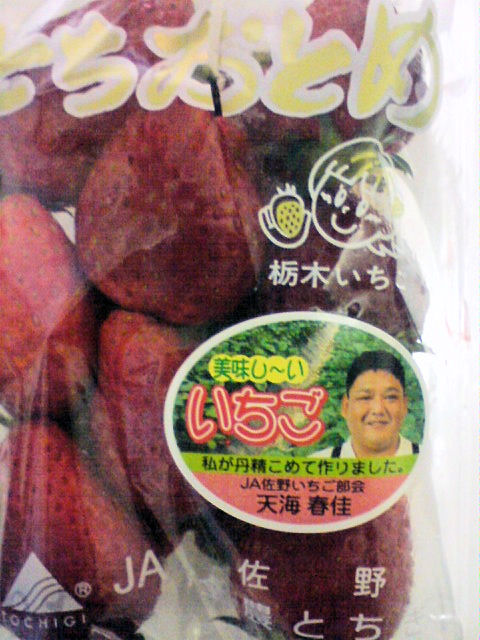 とちおとめ
栃木いちご
美味し〜い
いちご
私が丹精こめて作りました。
JA佐野いちご部会
天海 春佳
®
TOCHIGI
JA 佐 野
とち